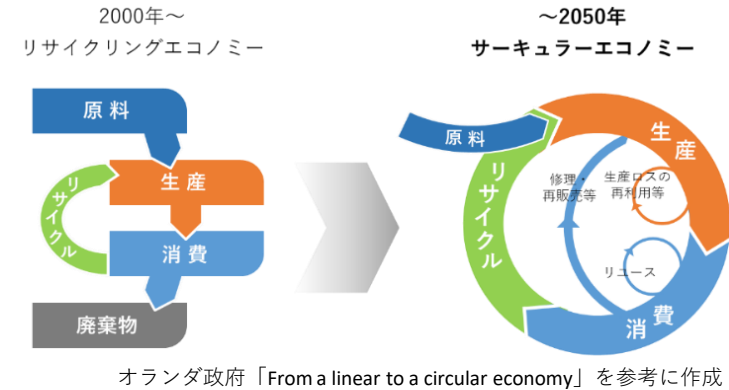 2000年～
リサイクリングエコノミー
原料
生産
リサイクル
消費
廃棄物
～2050年
サーキュラーエコノミー
原料
生産
リサイクル
修理・
再販売等
生産ロスの
再利用等
リユース
消費
オランダ政府「From a linear to a circular economy」を参考に作成